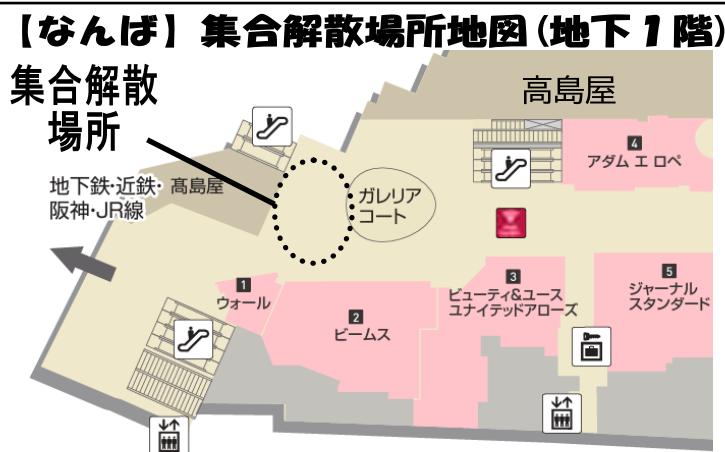 【なんば】集合解散場所地図(地下1階)
集合解散
場所
高島屋
4
アダム エ ロペ
地下鉄・近鉄・髙島屋
阪神・JR線
ガレリア
コート
1
ウォール
2
ビームス
3
ビューティ&ユース
ユナイテッドアローズ
5
ジャーナル
スタンダード